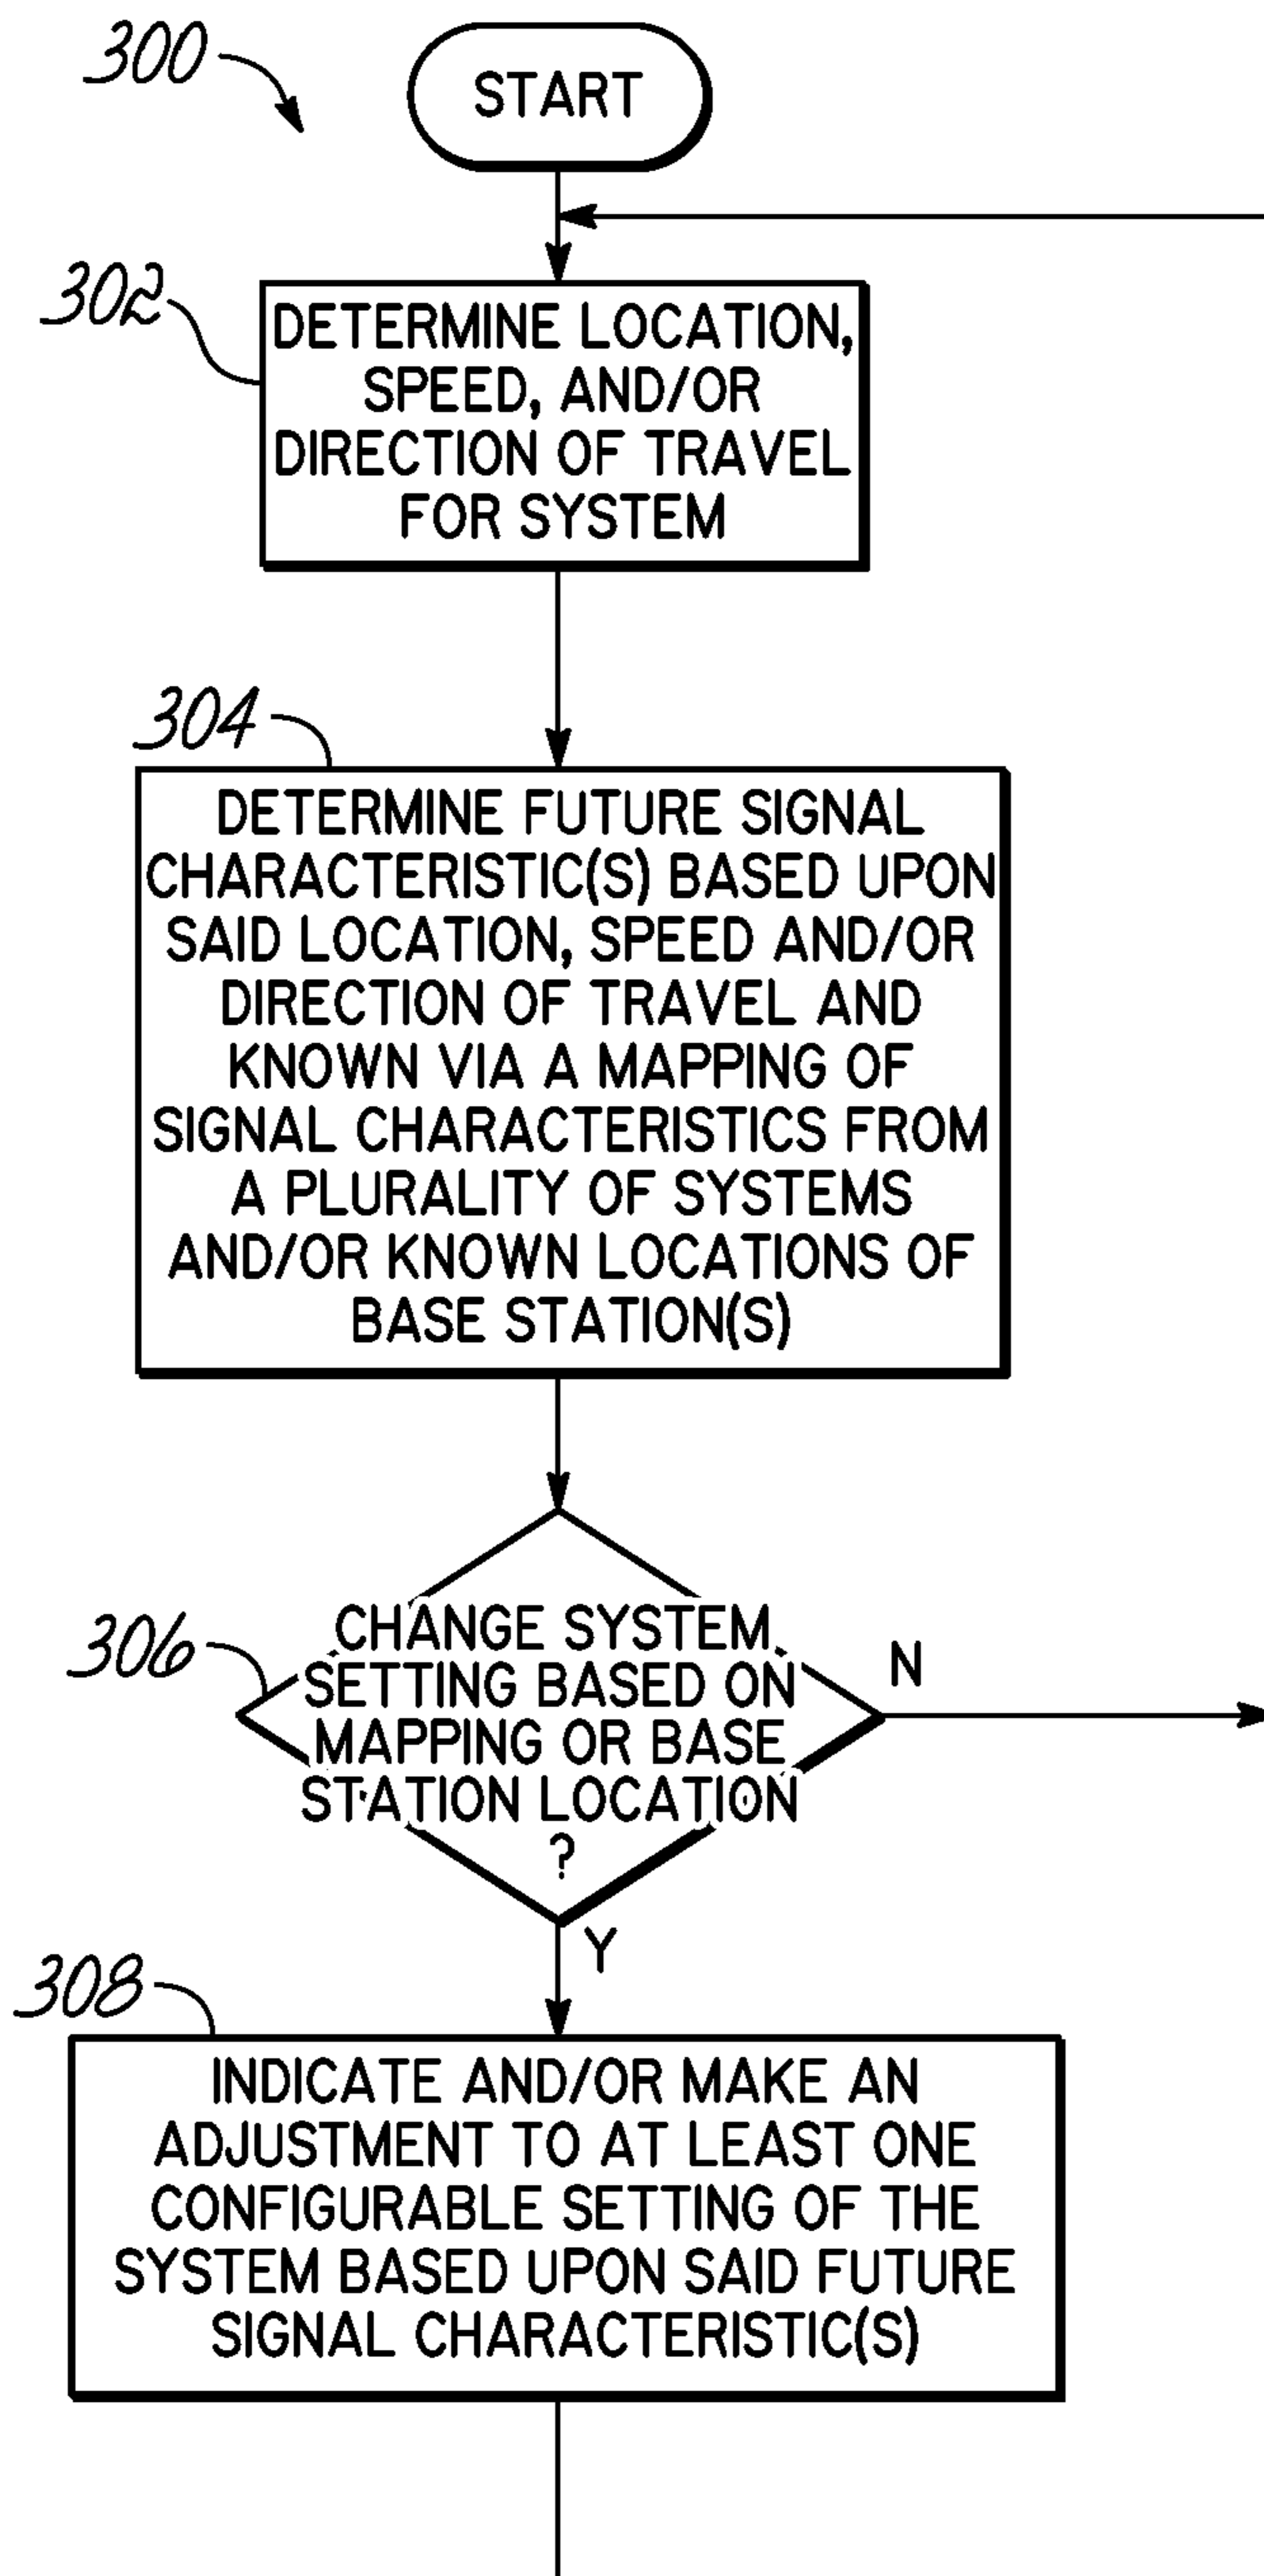 300
START
302
DETERMINE LOCATION,
SPEED, AND/OR
DIRECTION OF TRAVEL
FOR SYSTEM
304
DETERMINE FUTURE SIGNAL
CHARACTERISTIC(S) BASED UPON
SAID LOCATION, SPEED AND/OR
DIRECTION OF TRAVEL AND
KNOWN VIA A MAPPING OF
SIGNAL CHARACTERISTICS FROM
A PLURALITY OF SYSTEMS
AND/OR KNOWN LOCATIONS OF
BASE STATION(S)
306
CHANGE SYSTEM
SETTING BASED ON
MAPPING OR BASE
STATION LOCATION
?
N
Y
308
INDICATE AND/OR MAKE AN
ADJUSTMENT TO AT LEAST ONE
CONFIGURABLE SETTING OF THE
SYSTEM BASED UPON SAID FUTURE
SIGNAL CHARACTERISTIC(S)